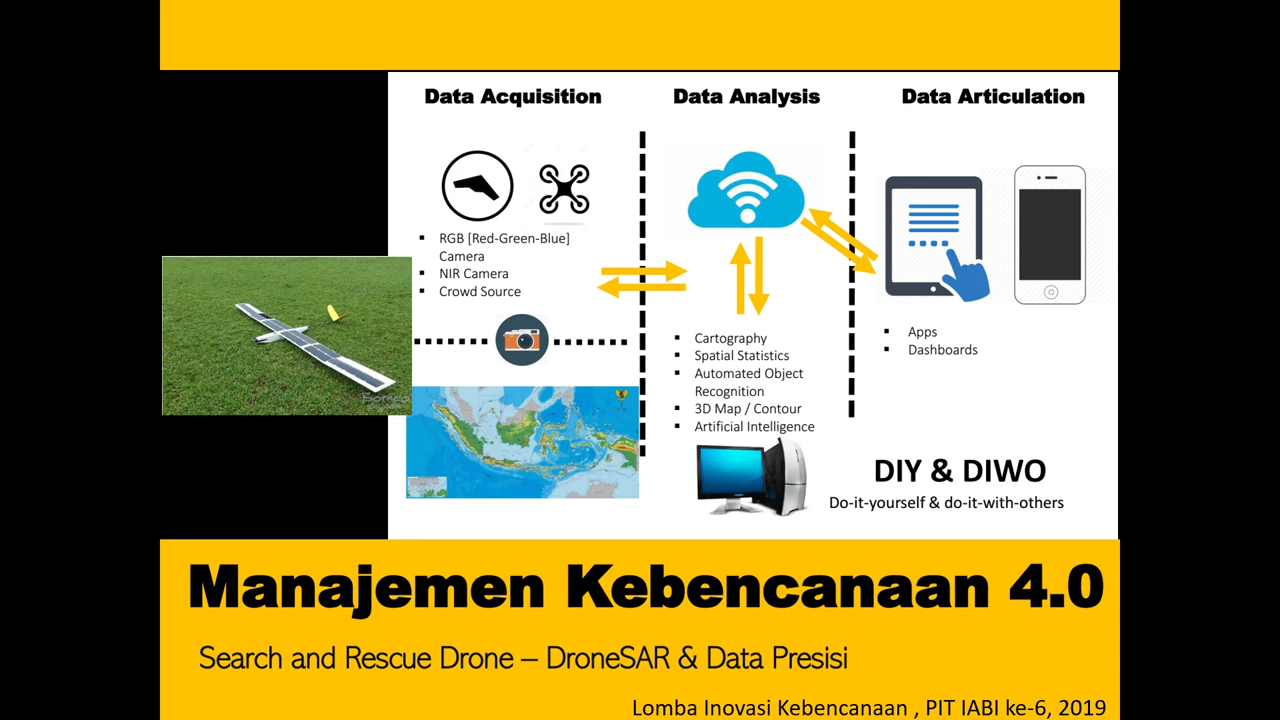 Data Acquisition
Data Analysis
Data Articulation
RGB [Red-Green-Blue]
Camera
NIR Camera
Crowd Source
Cartography
Spatial Statistics
Automated Object
Recognition
3D Map / Contour
Artificial Intelligence
Apps
Dashboards
DIY & DIWO
Do-it-yourself & do-it-with-others
Manajemen Kebencanaan 4.0
Search and Rescue Drone – DroneSAR & Data Presisi
Lomba Inovasi Kebencanaan , PIT IABI ke-6, 2019